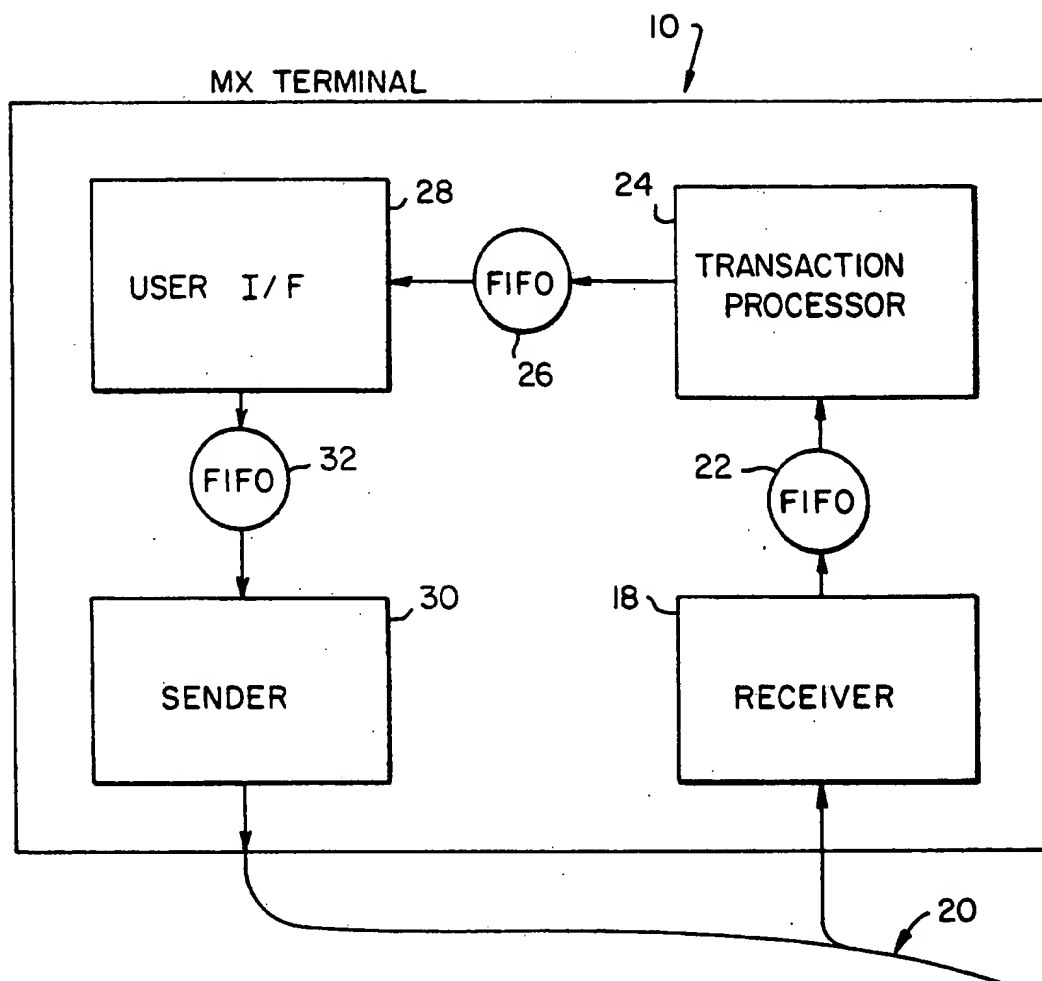 10
MX TERMINAL
28
24
USER I/F
FIFO
26
TRANSACTION
PROCESSOR
FIFO
32
22
FIFO
30
18
SENDER
RECEIVER
20